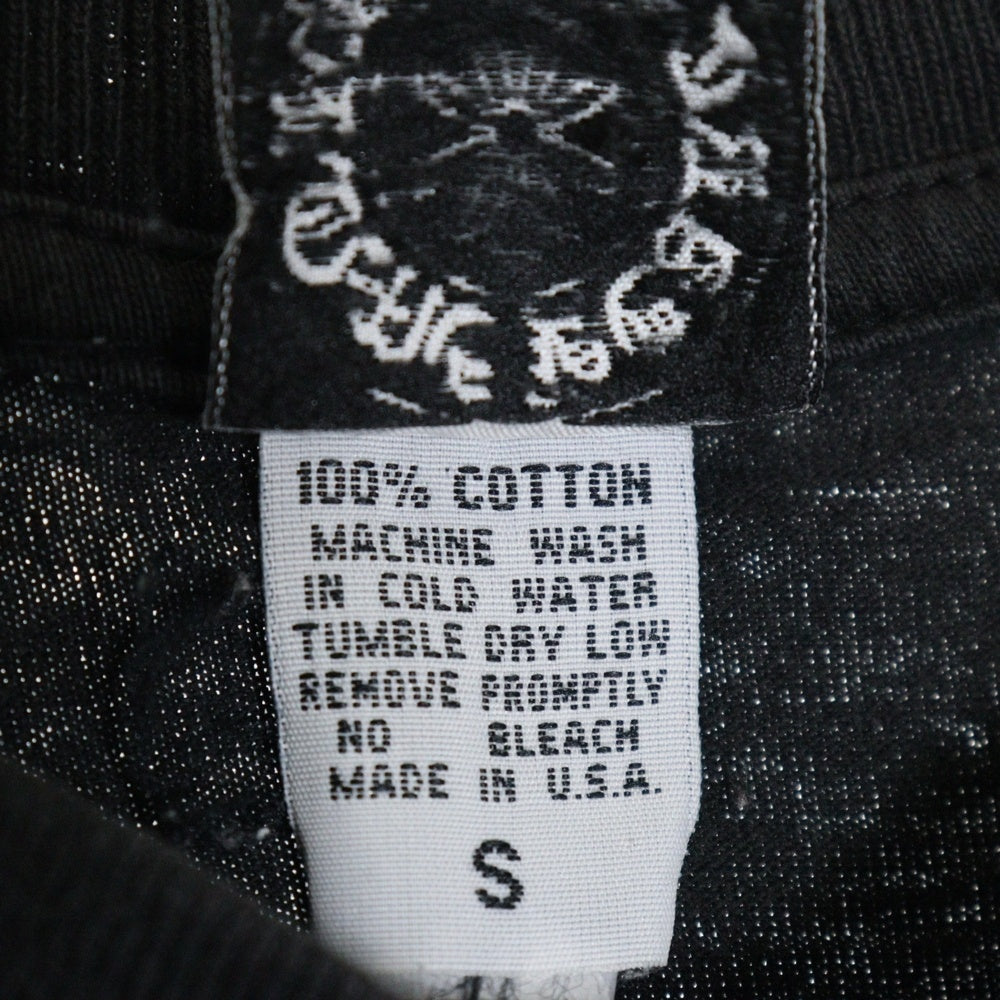 100% COTTON
MACHINE WASH
IN COLD WATER
TUMBLE DRY LOW
REMOVE PROMPTLY
NO BLEACH
MADE IN U.S.A.
S